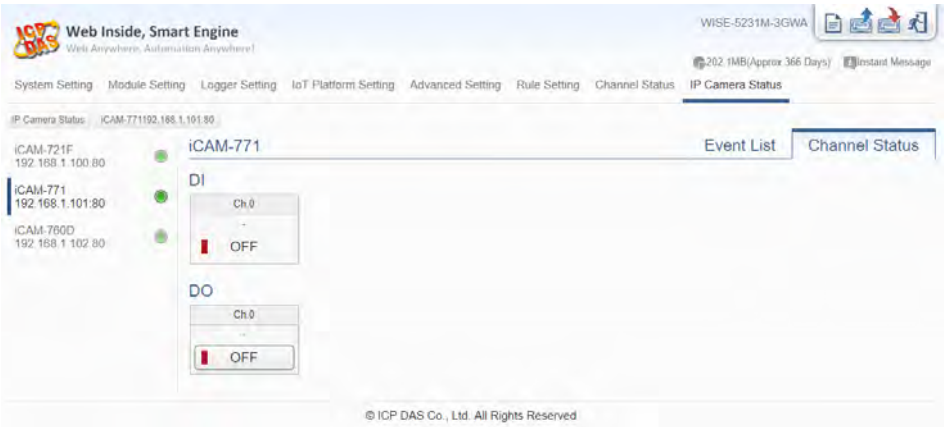 ICP DAS
Web Inside, Smart Engine
Web Anywhere, Automation Anywhere!
WISE-5231M-3GWA
202.1MB(Approx 366 Days) Instant Message
System Setting Module Setting Logger Setting IoT Platform Setting Advanced Setting Rule Setting Channel Status IP Camera Status
IP Camera Status iCAM-771192.168.1.101:80
iCAM-721F
192.168.1.100:80
iCAM-771
192.168.1.101:80
iCAM-760D
192.168.1.102:80
iCAM-771 Event List Channel Status
DI
Ch.0
-
OFF
DO
Ch.0
-
OFF
© ICP DAS Co., Ltd. All Rights Reserved